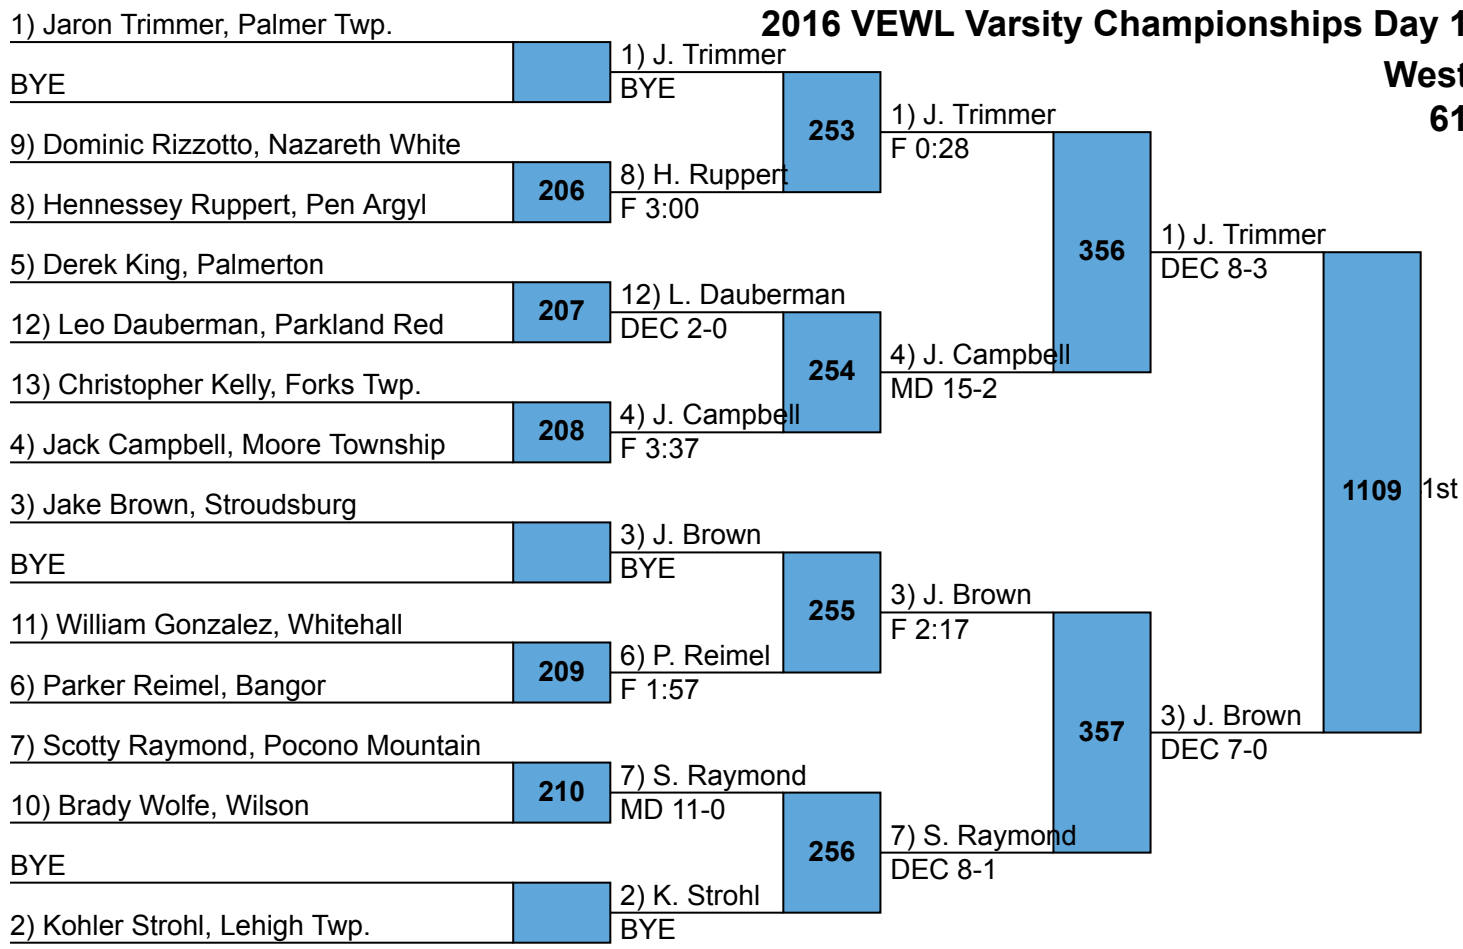 2016 VEWL Varsity Championships Day 1
West
61
1) Jaron Trimmer, Palmer Twp.
BYE
9) Dominic Rizzotto, Nazareth White
8) Hennessey Ruppert, Pen Argyl
5) Derek King, Palmerton
12) Leo Dauberman, Parkland Red
13) Christopher Kelly, Forks Twp.
4) Jack Campbell, Moore Township
3) Jake Brown, Stroudsburg
BYE
11) William Gonzalez, Whitehall
6) Parker Reimel, Bangor
7) Scotty Raymond, Pocono Mountain
10) Brady Wolfe, Wilson
BYE
2) Kohler Strohl, Lehigh Twp.
206
207
208
209
210
1) J. Trimmer
BYE
8) H. Ruppert
F 3:00
12) L. Dauberman
DEC 2-0
4) J. Campbell
F 3:37
3) J. Brown
BYE
6) P. Reimel
F 1:57
7) S. Raymond
MD 11-0
2) K. Strohl
BYE
253
254
255
256
1) J. Trimmer
F 0:28
4) J. Campbell
MD 15-2
3) J. Brown
F 2:17
7) S. Raymond
DEC 8-1
356
357
1) J. Trimmer
DEC 8-3
3) J. Brown
DEC 7-0
1109
1st